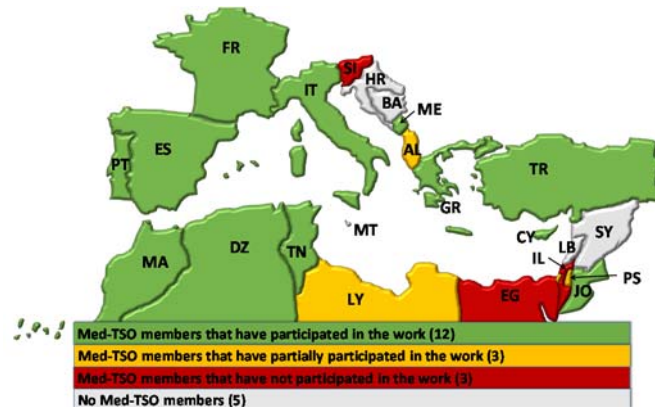 FR
SI
HR
IT
BA
ME
PT
ES
AL
TR
GR
MT
CY
LB
SY
IL
PS
MA
DZ
TN
LY
EG
JO
Med-TSO members that have participated in the work (12)
Med-TSO members that have partially participated in the work (3)
Med-TSO members that have not participated in the work (3)
No Med-TSO members (5)